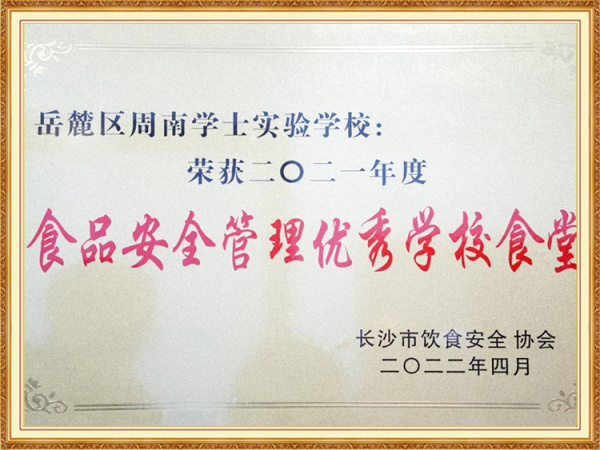 岳麓区周南学士实验学校：
荣获二〇二一年度
食品安全管理优秀学校食堂
长沙市饮食安全 协会
二〇二二年四月